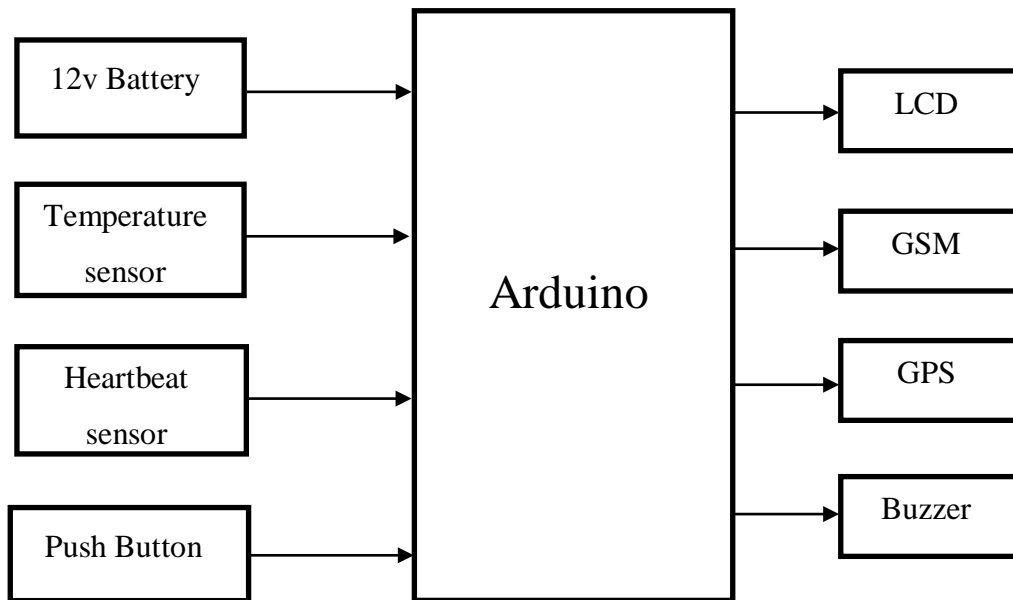 12v Battery
Temperature
sensor
Heartbeat
sensor
Push Button
Arduino
LCD
GSM
GPS
Buzzer